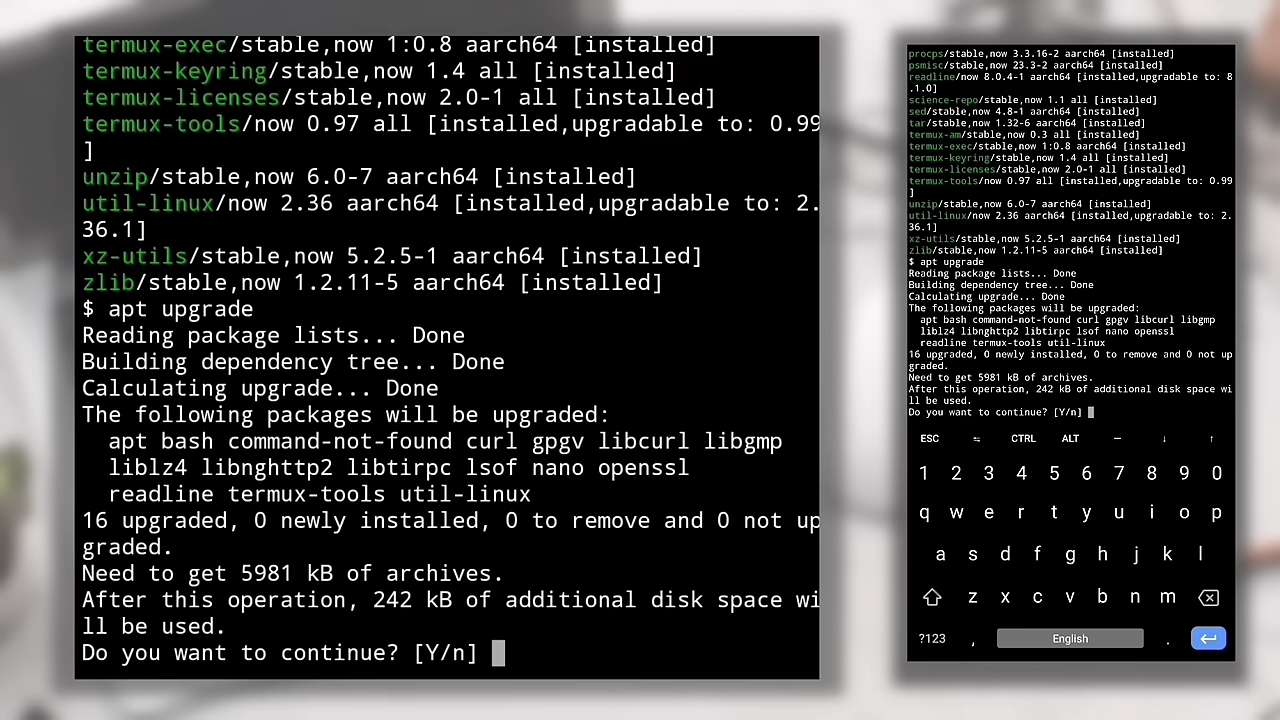 termux-exec/stable,now 1:0.8 aarch64 [installed]
termux-keyring/stable,now 1.4 all [installed]
termux-licenses/stable,now 2.0-1 all [installed]
termux-tools/now 0.97 all [installed,upgradable to: 0.99
]
unzip/stable,now 6.0-7 aarch64 [installed]
util-linux/now 2.36 aarch64 [installed,upgradable to: 2.
36.1]
xz-utils/stable,now 5.2.5-1 aarch64 [installed]
zlib/stable,now 1.2.11-5 aarch64 [installed]
$ apt upgrade
Reading package lists... Done
Building dependency tree... Done
Calculating upgrade... Done
The following packages will be upgraded:
apt bash command-not-found curl gpgv libcurl libgmp
liblz4 libnghttp2 libtirpc lsof nano openssl
readline termux-tools util-linux
16 upgraded, 0 newly installed, 0 to remove and 0 not up
graded.
Need to get 5981 kB of archives.
After this operation, 242 kB of additional disk space wi
ll be used.
Do you want to continue? [Y/n]
procps/stable,now 3.3.16-2 aarch64 [installed]
psmisc/stable,now 23.3-2 aarch64 [installed]
readline/now 8.0.4-1 aarch64 [installed,upgradable to: 8
.1.0]
science-repo/stable,now 1.1 all [installed]
sed/stable,now 4.8-1 aarch64 [installed]
tar/stable,now 1.32-6 aarch64 [installed]
termux-am/stable,now 0.3 all [installed]
termux-exec/stable,now 1:0.8 aarch64 [installed]
termux-keyring/stable,now 1.4 all [installed]
termux-licenses/stable,now 2.0-1 all [installed]
termux-tools/now 0.97 all [installed,upgradable to: 0.99
]
unzip/stable,now 6.0-7 aarch64 [installed]
util-linux/now 2.36 aarch64 [installed,upgradable to: 2.
36.1]
xz-utils/stable,now 5.2.5-1 aarch64 [installed]
zlib/stable,now 1.2.11-5 aarch64 [installed]
$ apt upgrade
Reading package lists... Done
Building dependency tree... Done
Calculating upgrade... Done
The following packages will be upgraded:
apt bash command-not-found curl gpgv libcurl libgmp
liblz4 libnghttp2 libtirpc lsof nano openssl
readline termux-tools util-linux
16 upgraded, 0 newly installed, 0 to remove and 0 not up
graded.
Need to get 5981 kB of archives.
After this operation, 242 kB of additional disk space wi
ll be used.
Do you want to continue? [Y/n]
ESC ⇆ CTRL ALT — ↓ ↑
1 2 3 4 5 6 7 8 9 0
q w e r t y u i o p
a s d f g h j k l
z x c v b n m
?123 , English .